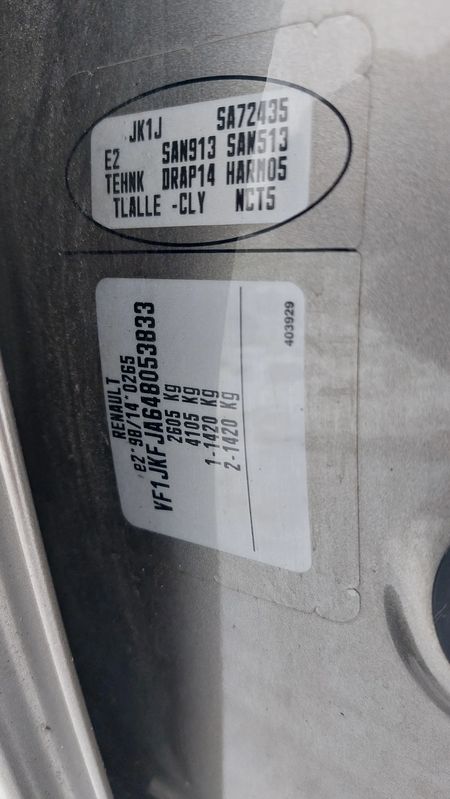 JK1J SA72435
E2 SAN913 SAN513
TEHNK DRAP14 HARM05
TLALLE -CLY NCT5
RENAULT
e2*98/14*0265
VF1JKFJA648053833
2605 Kg
4105 Kg
1-1420 Kg
2-1420 Kg
403929